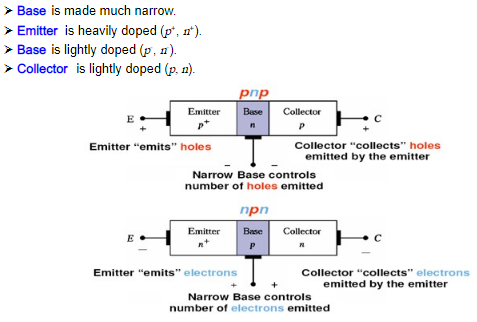 ➤ Base is made much narrow.
➤ Emitter is heavily doped (p⁺, n⁺).
➤ Base is lightly doped (p⁻, n⁻).
➤ Collector is lightly doped (p, n).
pnp
Emitter Base Collector
E p⁺ n p C
+ +
Emitter "emits" holes Collector "collects" holes
emitted by the emitter
– –
Narrow Base controls
number of holes emitted
npn
Emitter Base Collector
E n⁺ p n C
– –
Emitter "emits" electrons Collector "collects" electrons
emitted by the emitter
+ +
Narrow Base controls
number of electrons emitted